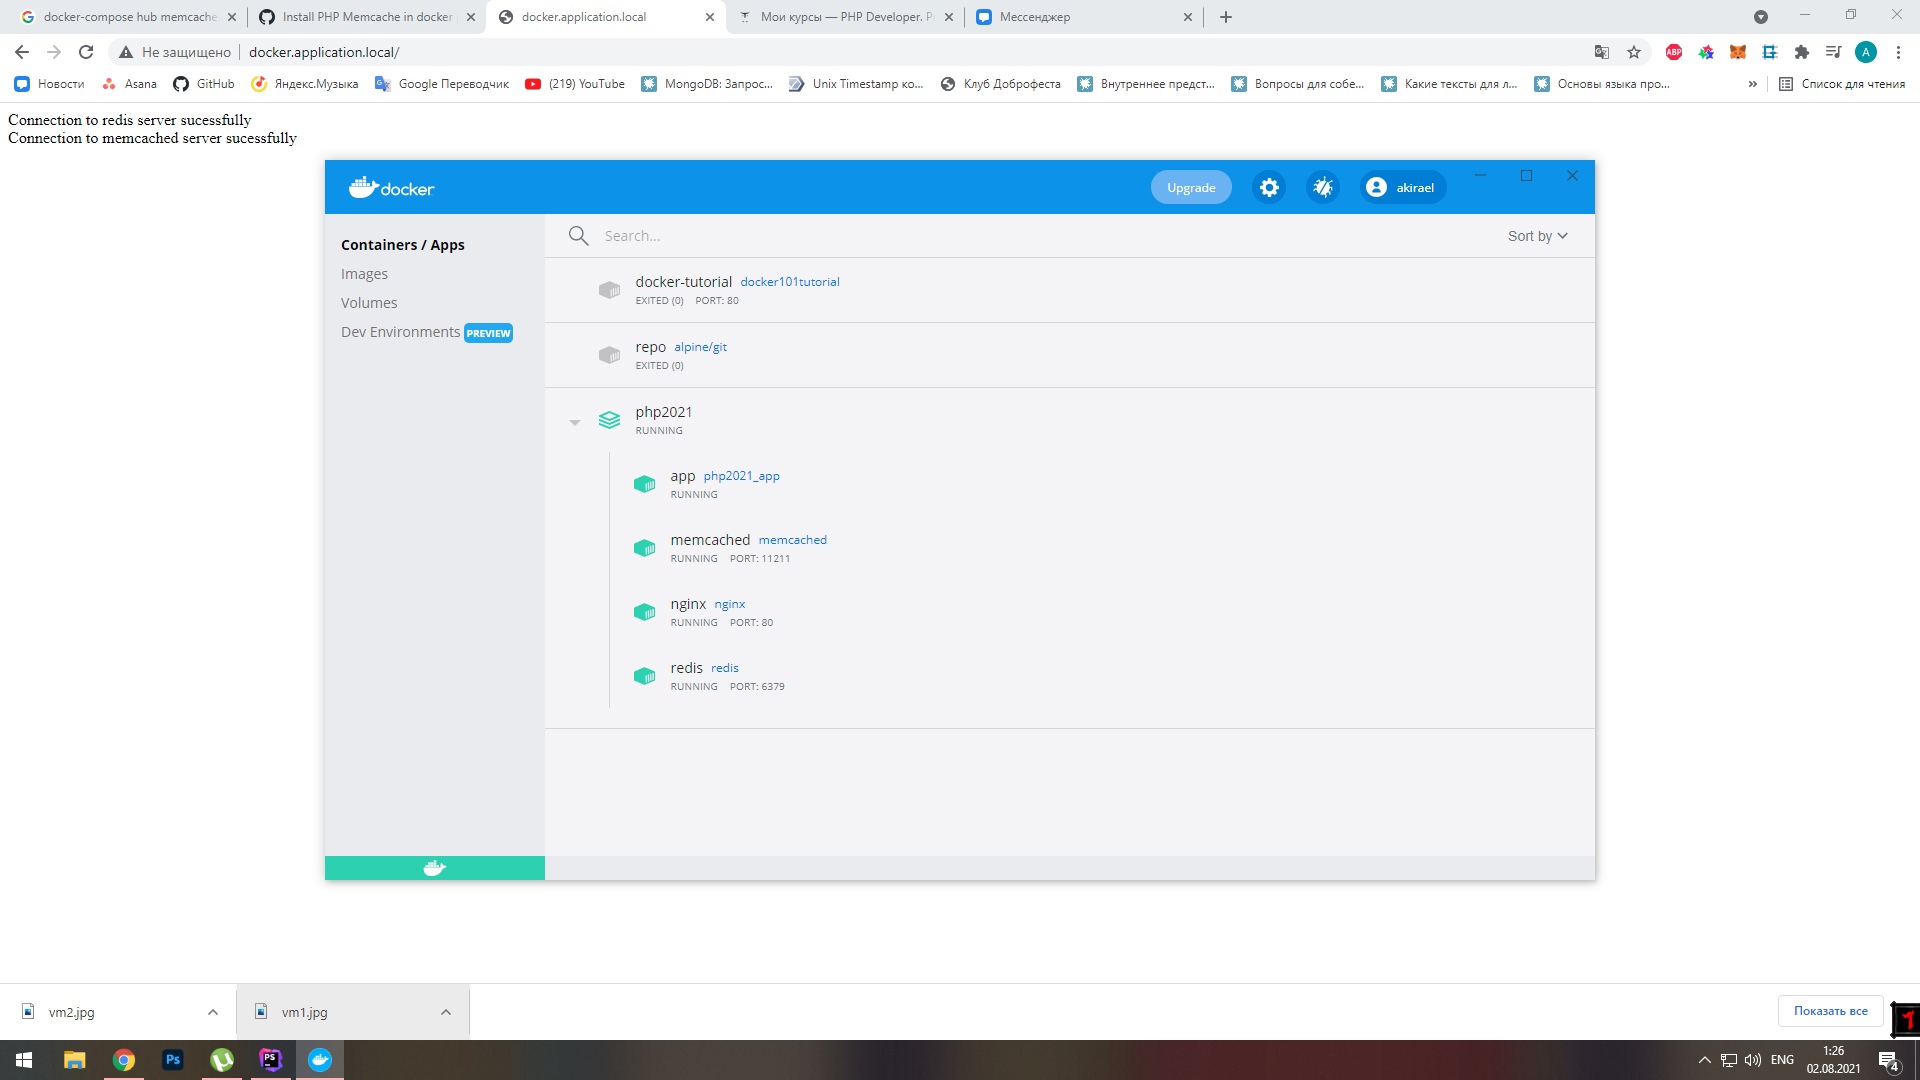 docker-compose hub memcache
Install PHP Memcache in docker
docker.application.local
Мои курсы — PHP Developer. P
Мессенджер
Не защищено
docker.application.local/
ABP
A
Новости
Asana
GitHub
Яндекс.Музыка
Google Переводчик
(219) YouTube
MongoDB: Запрос...
Unix Timestamp ко...
Клуб Доброфеста
Внутреннее предст...
Вопросы для собе...
Какие тексты для л...
Основы языка про...
»
Список для чтения
Connection to redis server sucessfully
Connection to memcached server sucessfully
docker
Upgrade
akirael
Containers / Apps
Images
Volumes
Dev Environments PREVIEW
Search...
Sort by
docker-tutorial docker101tutorial
EXITED (0) PORT: 80
repo alpine/git
EXITED (0)
php2021
RUNNING
app php2021_app
RUNNING
memcached memcached
RUNNING PORT: 11211
nginx nginx
RUNNING PORT: 80
redis redis
RUNNING PORT: 6379
vm2.jpg
vm1.jpg
Показать все
Ps
PS
ENG
1:26
02.08.2021
4